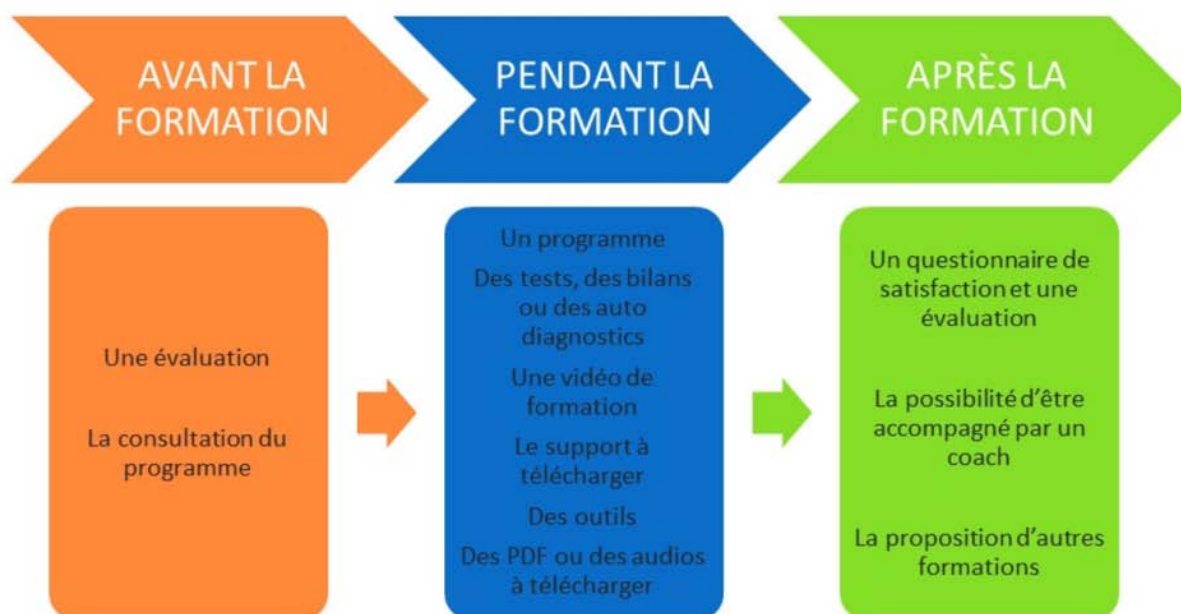 AVANT LA
FORMATION
PENDANT LA
FORMATION
APRÈS LA
FORMATION
Une évaluation
La consultation du
programme
Un programme
Des tests, des bilans
ou des auto
diagnostics
Une vidéo de
formation
Le support à
télécharger
Des outils
Des PDF ou des audios
à télécharger
Un questionnaire de
satisfaction et une
évaluation
La possibilité d'être
accompagné par un
coach
La proposition d'autres
formations